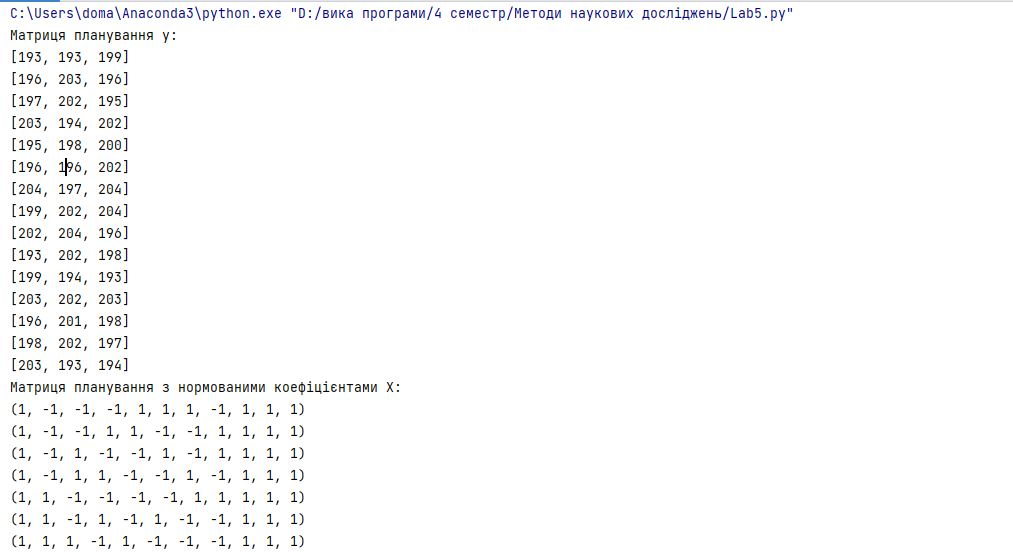 C:\Users\doma\Anaconda3\python.exe "D:/вика програми/4 семестр/Методи наукових досліджень/Lab5.py"
Матриця планування y:
[193, 193, 199]
[196, 203, 196]
[197, 202, 195]
[203, 194, 202]
[195, 198, 200]
[196, 196, 202]
[204, 197, 204]
[199, 202, 204]
[202, 204, 196]
[193, 202, 198]
[199, 194, 193]
[203, 202, 203]
[196, 201, 198]
[198, 202, 197]
[203, 193, 194]
Матриця планування з нормованими коефіцієнтами X:
(1, -1, -1, -1, 1, 1, 1, -1, 1, 1, 1)
(1, -1, -1, 1, 1, -1, -1, 1, 1, 1, 1)
(1, -1, 1, -1, -1, 1, -1, 1, 1, 1, 1)
(1, -1, 1, 1, -1, -1, 1, -1, 1, 1, 1)
(1, 1, -1, -1, -1, -1, 1, 1, 1, 1, 1)
(1, 1, -1, 1, -1, 1, -1, -1, 1, 1, 1)
(1, 1, 1, -1, 1, -1, -1, -1, 1, 1, 1)